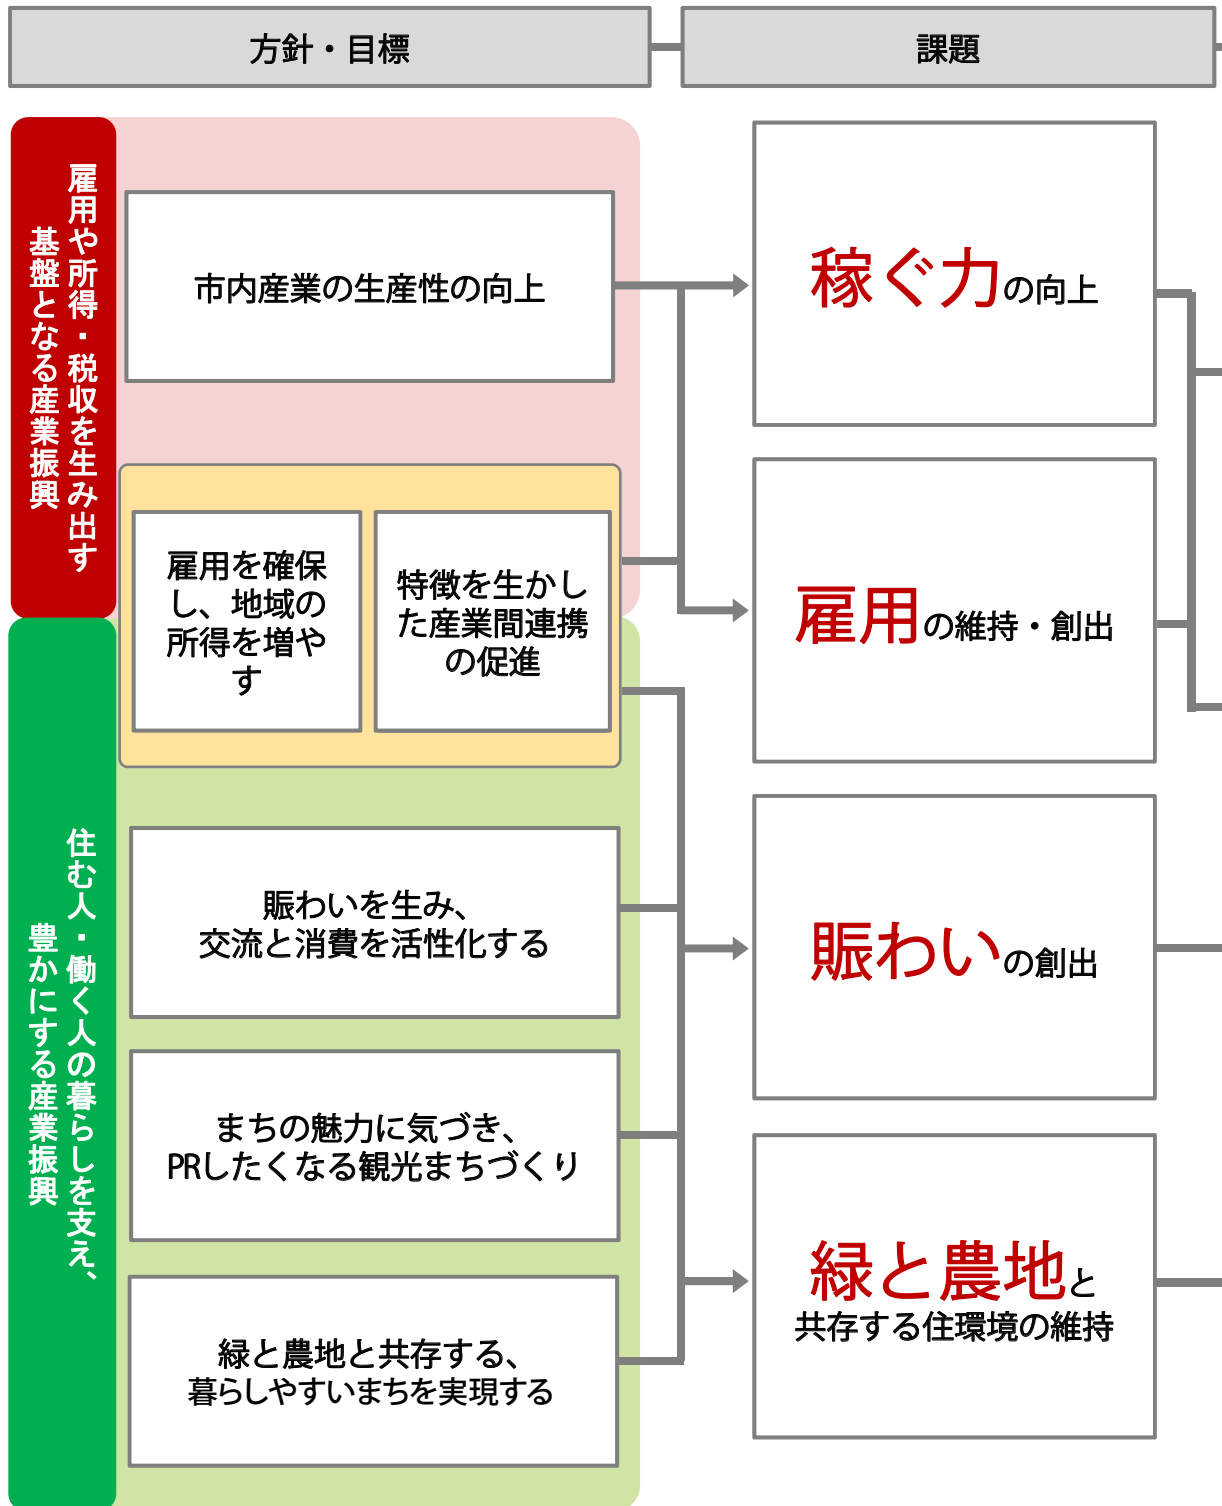 方針・目標
課題
雇用や所得・税収を生み出す
基盤となる産業振興
市内産業の生産性の向上
雇用を確保
し、地域の
所得を増や
す
特徴を生かし
た産業間連携
の促進
住む人・働く人の暮らしを支え、
豊かにする産業振興
賑わいを生み、
交流と消費を活性化する
まちの魅力に気づき、
PRしたくなる観光まちづくり
緑と農地と共存する、
暮らしやすいまちを実現する
稼ぐ力の向上
雇用の維持・創出
賑わいの創出
緑と農地と
共存する住環境の維持